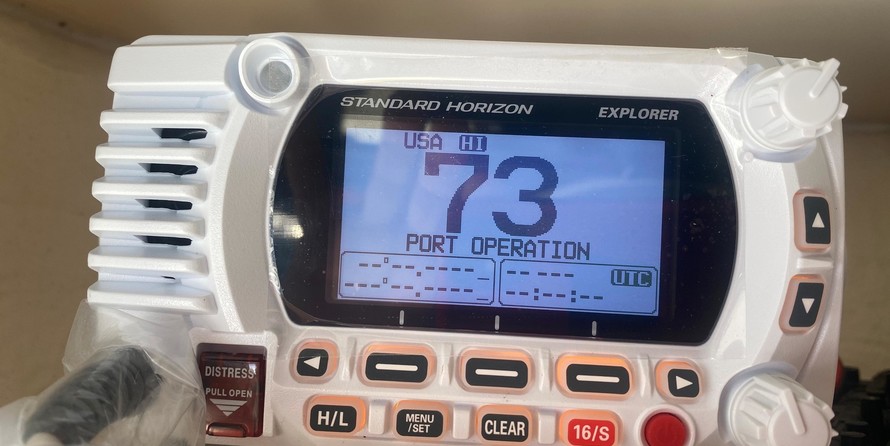 STANDARD HORIZON
EXPLORER
USA HI
73
PORT OPERATION
UTC
--:--:--
DISTRESS
PULL OPEN
H/L
MENU
/SET
CLEAR
16/S